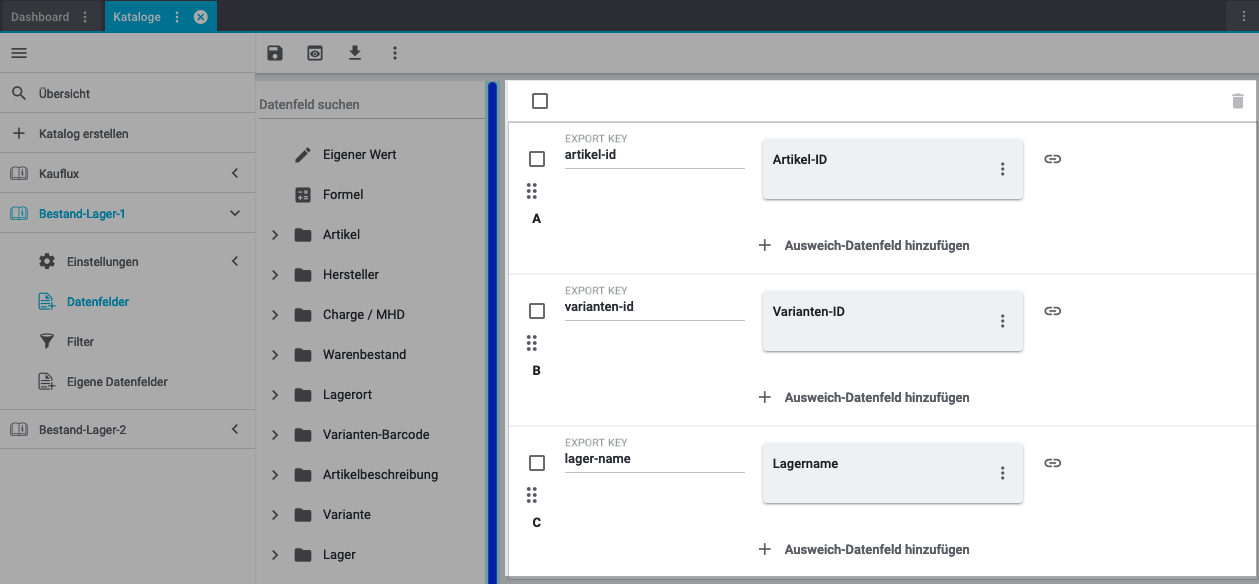 Dashboard
Kataloge
Übersicht
Katalog erstellen
Kauflux
Bestand-Lager-1
Einstellungen
Datenfelder
Filter
Eigene Datenfelder
Bestand-Lager-2
Datenfeld suchen
Eigener Wert
Formel
Artikel
Hersteller
Charge / MHD
Warenbestand
Lagerort
Varianten-Barcode
Artikelbeschreibung
Variante
Lager
EXPORT KEY
artikel-id
Artikel-ID
A
Ausweich-Datenfeld hinzufügen
EXPORT KEY
varianten-id
Varianten-ID
B
Ausweich-Datenfeld hinzufügen
EXPORT KEY
lager-name
Lagername
C
Ausweich-Datenfeld hinzufügen